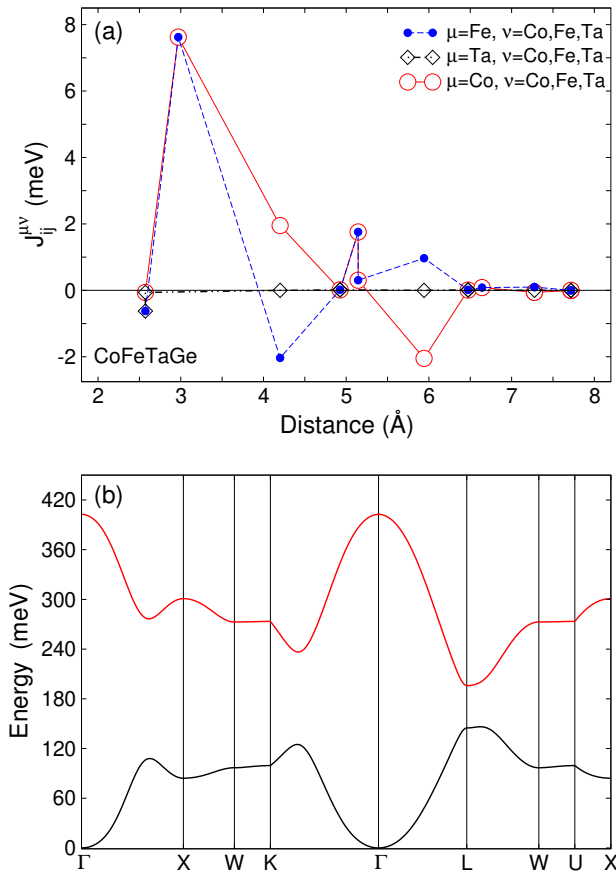 (a)
μ=Fe, ν=Co,Fe,Ta
μ=Ta, ν=Co,Fe,Ta
μ=Co, ν=Co,Fe,Ta
8
6
4
2
0
-2
J_ij^μν (meV)
CoFeTaGe
2 3 4 5 6 7 8
Distance (Å)
(b)
420
360
300
240
180
120
60
0
Energy (meV)
Γ X W K Γ L W U X